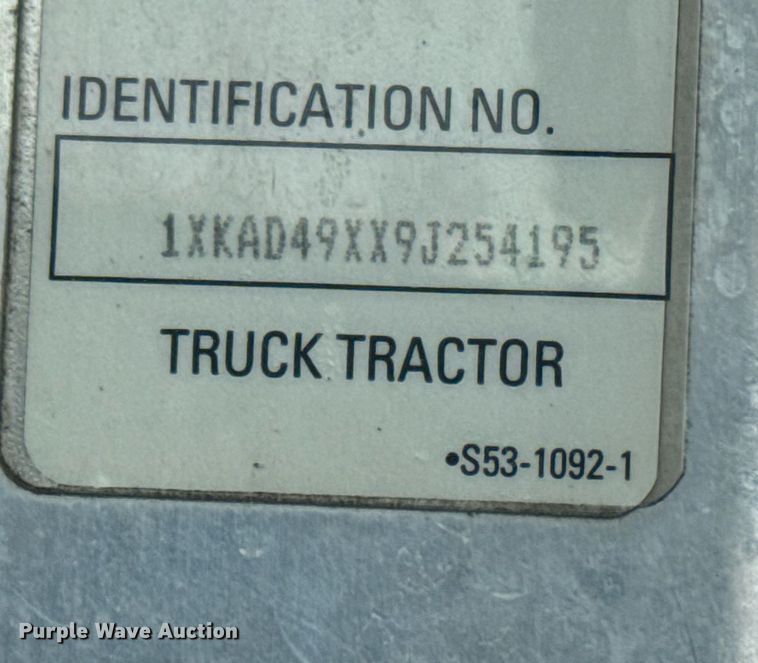 IDENTIFICATION NO.
1XKAD49XX9J254195
TRUCK TRACTOR
•S53-1092-1
Purple Wave Auction